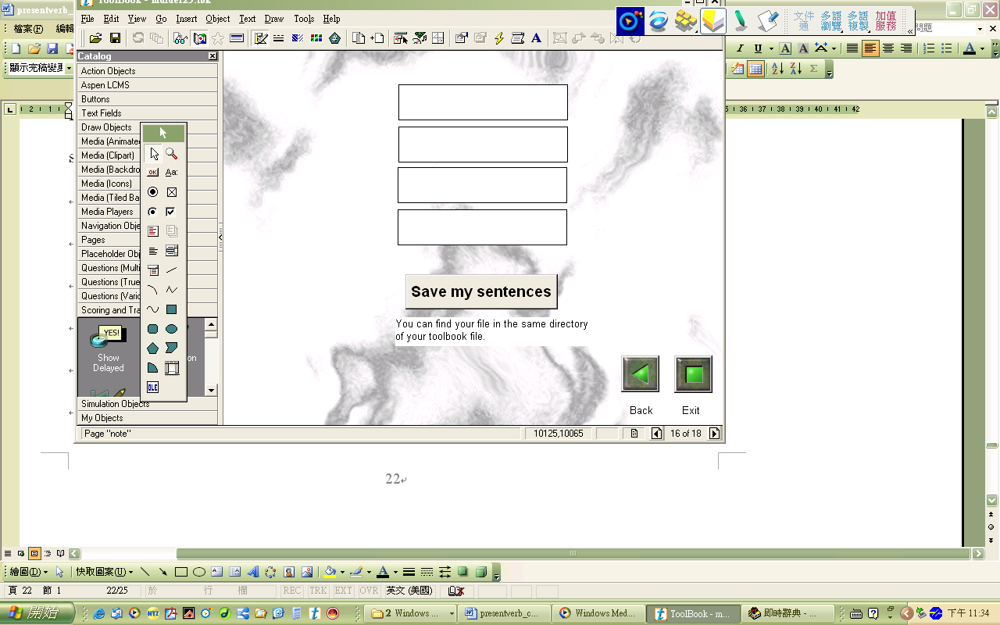 presentverb_
ToolBook - mulder25.tbk
File Edit View Go Insert Object Text Draw Tools Help
文件通
多語瀏覽
多語複製
加值服務
問題
檔案(F) 編輯
顯示完稿變更
Catalog
Action Objects
Aspen LCMS
Buttons
Text Fields
Draw Objects
Media (Animate
Media (Clipart)
Media (Backdro
Media (Icons)
Media (Tiled Ba
Media Players
Navigation Obje
Pages
Placeholder Obj
Questions (Multi
Questions (True
Questions (Vario
Scoring and Tra
YES!
Show
Delayed
on
Simulation Objects
My Objects
OK
Aa:
OLE
2 1
35 36 37 38 39 40 41 42
Save my sentences
You can find your file in the same directory
of your toolbook file.
Back Exit
Page "note" 10125,10065 16 of 18
22
繪圖(D) 快取圖案(U)
頁 22 節 1 22/25 於 行 欄 REC TRK EXT OVR 英文 (美國)
開始 2 Windows ... presentverb_c... Windows Med... ToolBook - m... 即時辭典 - ... 下午 11:34